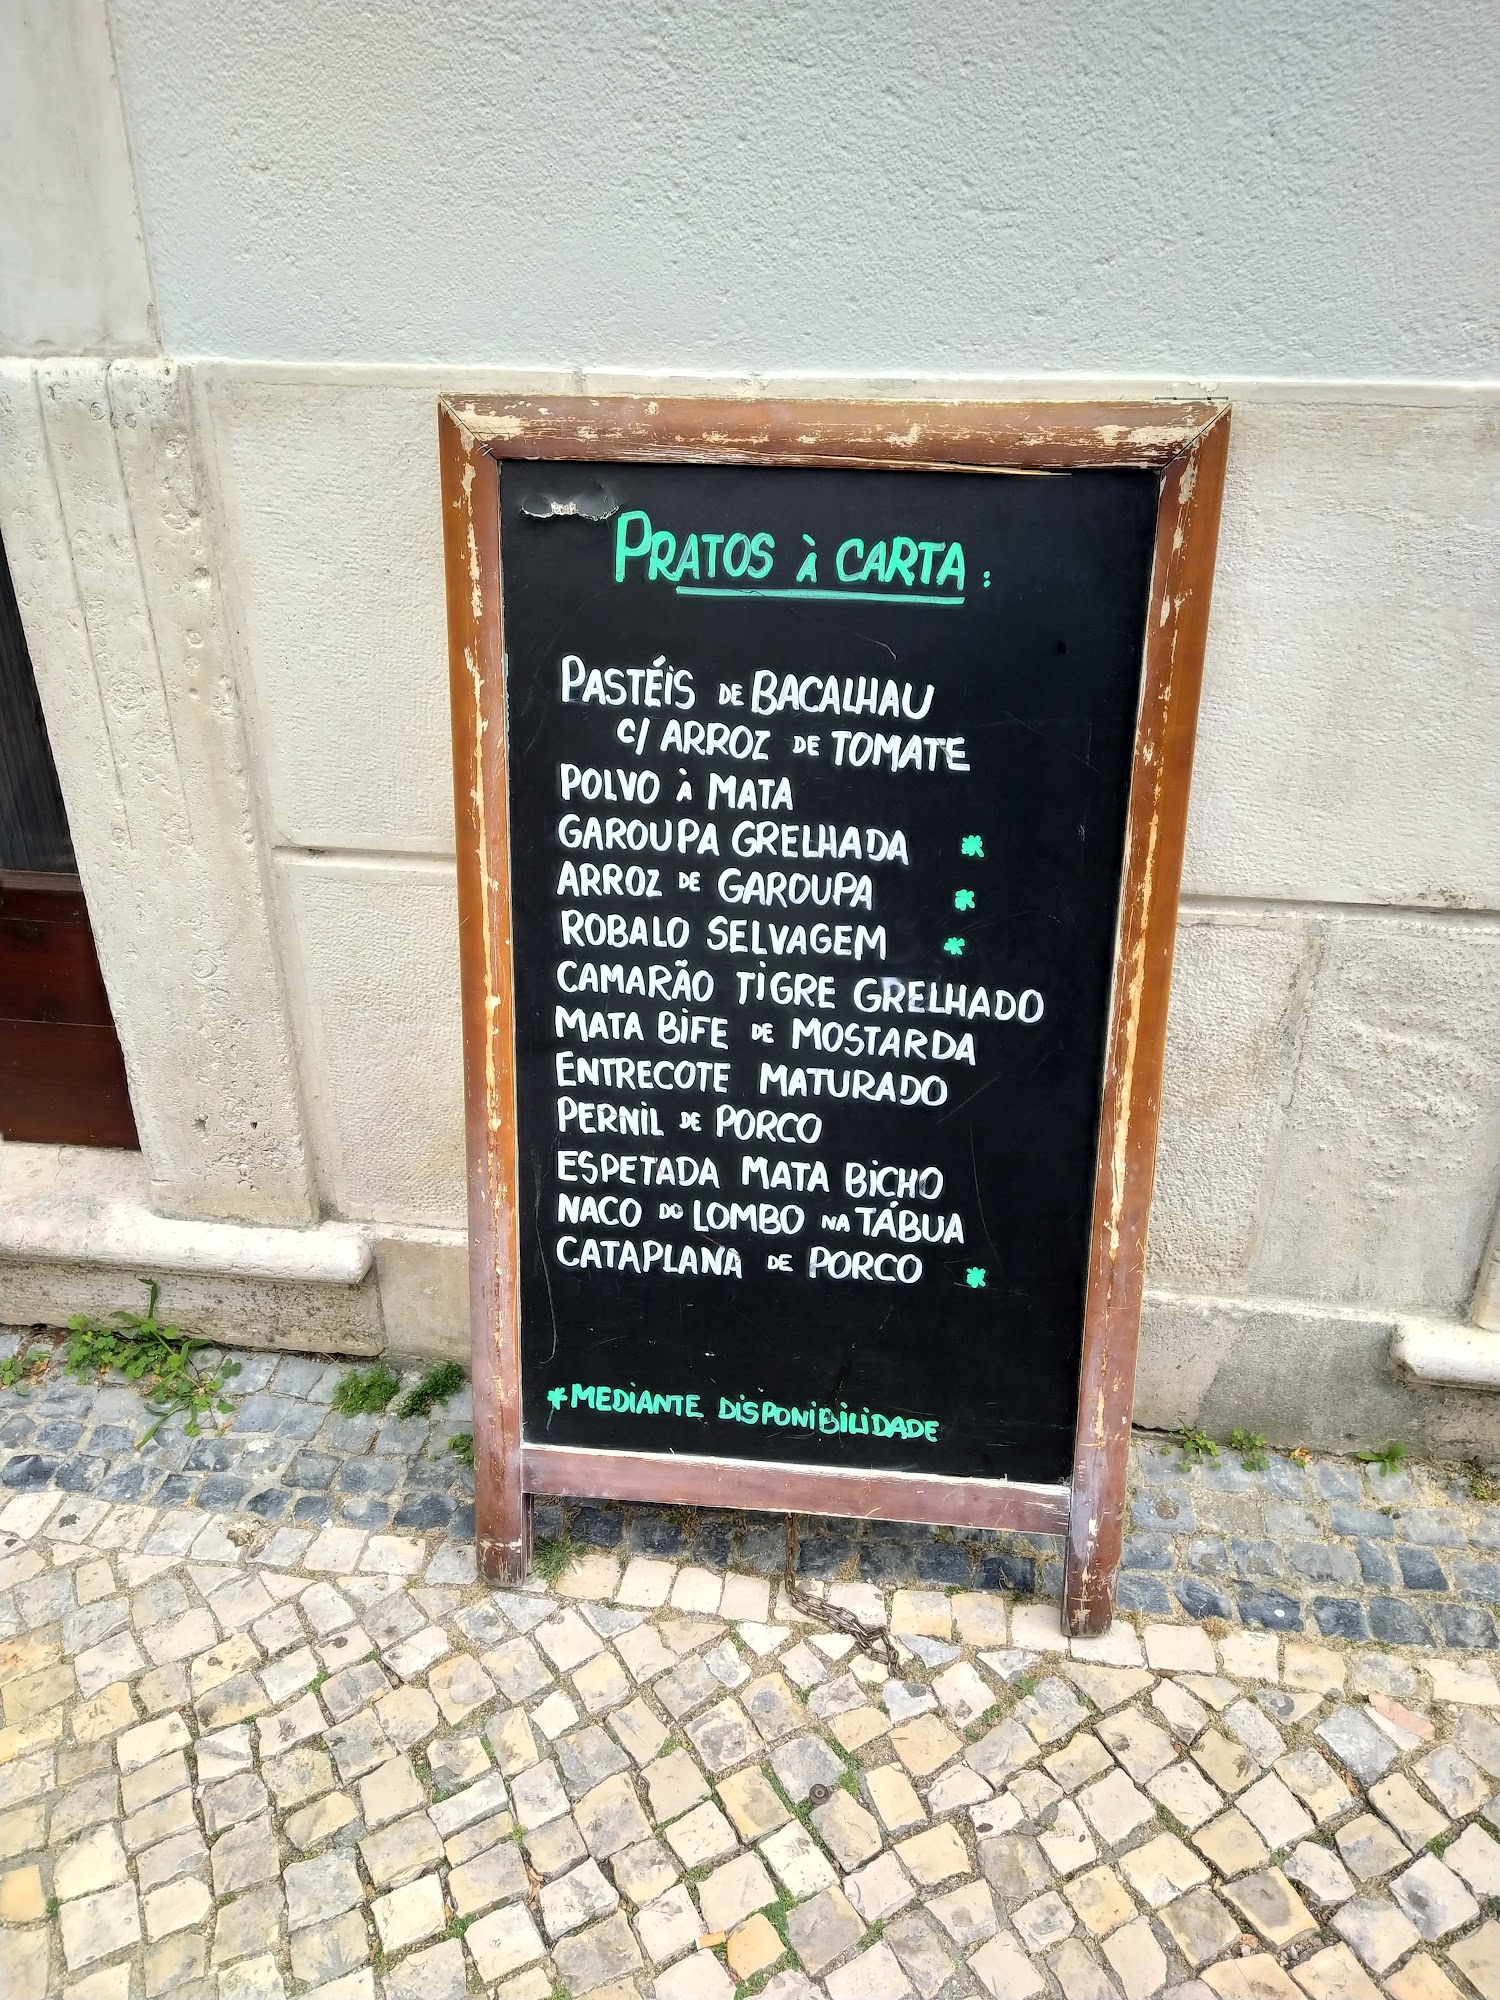 PRATOS À CARTA :
PASTÉIS DE BACALHAU
C/ ARROZ DE TOMATE
POLVO À MATA
GAROUPA GRELHADA *
ARROZ DE GAROUPA *
ROBALO SELVAGEM *
CAMARÃO TIGRE GRELHADO
MATA BIFE DE MOSTARDA
ENTRECOTE MATURADO
PERNIL DE PORCO
ESPETADA MATA BICHO
NACO DO LOMBO NA TÁBUA
CATAPLANA DE PORCO *
* MEDIANTE DISPONIBILIDADE